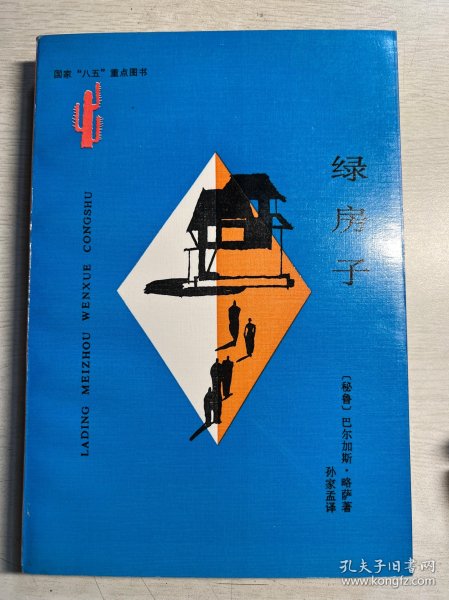 国家“八五”重点图书
LADING MEIZHOU WENXUE CONGSHU
绿房子
〔秘鲁〕巴尔加斯·略萨著
孙家孟译
孔夫子旧书网
www.kongfz.com